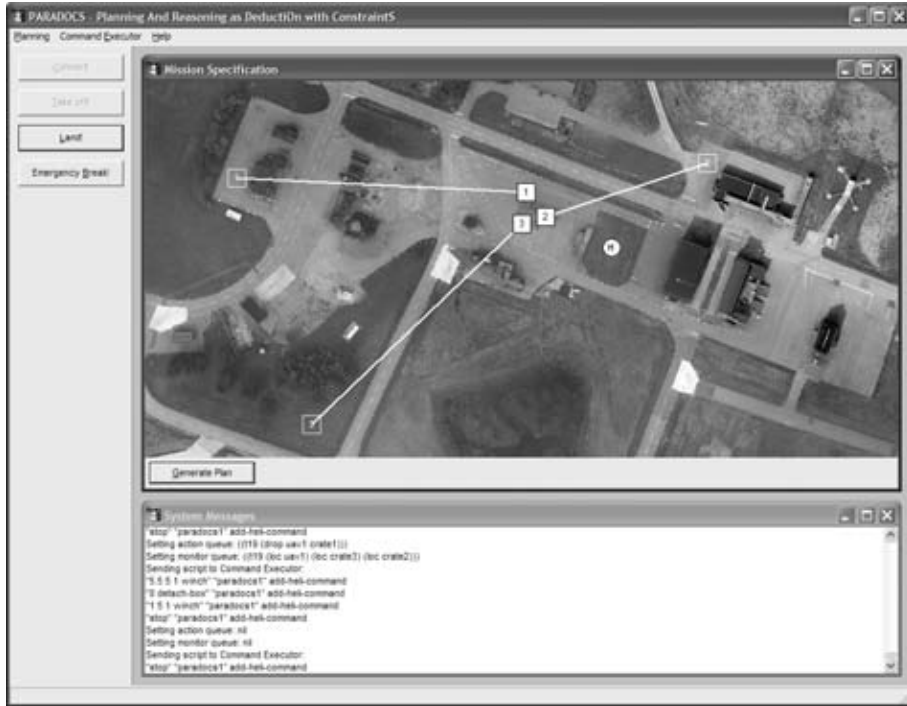 PARADOCS - Planning And Reasoning as DeductiOn with ConstraintS
Planning Command Executor Help
Connect
Take off!
Land!
Emergency Break!
Mission Specification
1
2
3
H
Generate Plan
System Messages
"stop" "paradocs1" add-heli-command
Setting action queue: ((t19 (drop uav1 crate1)))
Setting monitor queue: ((t19 (loc uav1) (loc crate3) (loc crate2)))
Sending script to Command Executor:
"5.5 5 1 winch" "paradocs1" add-heli-command
"0 detach-box" "paradocs1" add-heli-command
"1 5 1 winch" "paradocs1" add-heli-command
"stop" "paradocs1" add-heli-command
Setting action queue: nil
Setting monitor queue: nil
Sending script to Command Executor:
"stop" "paradocs1" add-heli-command